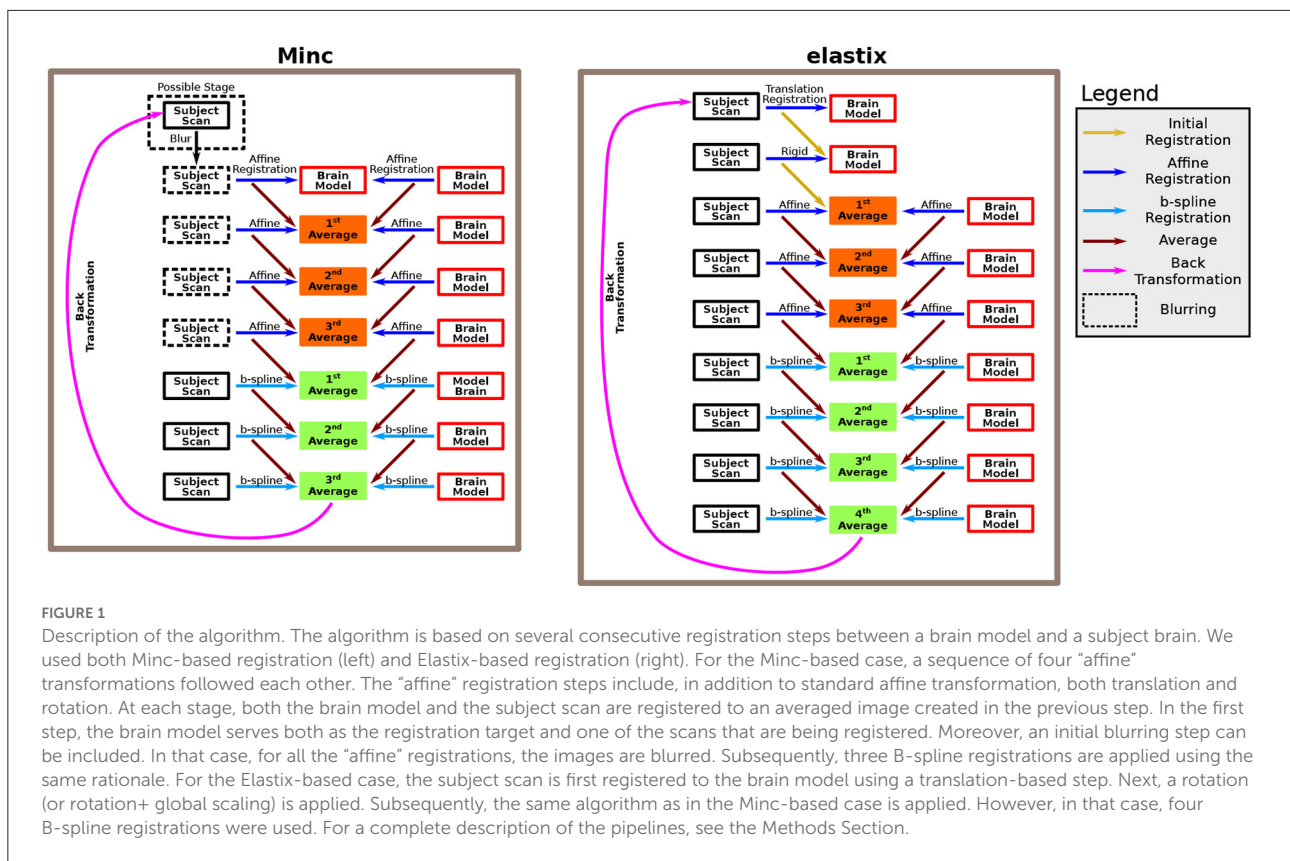 Minc
Possible Stage
Subject
Scan
Blur
Affine
Registration
Affine
Registration
Subject
Scan
Brain
Model
Brain
Model
Subject
Scan
Affine
1st
Average
Affine
Brain
Model
Subject
Scan
Affine
2nd
Average
Affine
Brain
Model
Subject
Scan
Affine
3rd
Average
Affine
Brain
Model
Subject
Scan
b-spline
1st
Average
b-spline
Model
Brain
Subject
Scan
b-spline
2nd
Average
b-spline
Brain
Model
Subject
Scan
b-spline
3rd
Average
b-spline
Brain
Model
Back
Transformation
elastix
Subject
Scan
Translation
Registration
Brain
Model
Subject
Scan
Rigid
Brain
Model
Subject
Scan
Affine
1st
Average
Affine
Brain
Model
Subject
Scan
Affine
2nd
Average
Affine
Brain
Model
Subject
Scan
Affine
3rd
Average
Affine
Brain
Model
Subject
Scan
b-spline
1st
Average
b-spline
Brain
Model
Subject
Scan
b-spline
2nd
Average
b-spline
Brain
Model
Subject
Scan
b-spline
3rd
Average
b-spline
Brain
Model
Subject
Scan
b-spline
4th
Average
b-spline
Brain
Model
Back
Transformation
Legend
Initial
Registration
Affine
Registration
b-spline
Registration
Average
Back
Transformation
Blurring
FIGURE 1
Description of the algorithm. The algorithm is based on several consecutive registration steps between a brain model and a subject brain. We
used both Minc-based registration (left) and Elastix-based registration (right). For the Minc-based case, a sequence of four “affine”
transformations followed each other. The “affine” registration steps include, in addition to standard affine transformation, both translation and
rotation. At each stage, both the brain model and the subject scan are registered to an averaged image created in the previous step. In the first
step, the brain model serves both as the registration target and one of the scans that are being registered. Moreover, an initial blurring step can
be included. In that case, for all the “affine” registrations, the images are blurred. Subsequently, three B-spline registrations are applied using the
same rationale. For the Elastix-based case, the subject scan is first registered to the brain model using a translation-based step. Next, a rotation
(or rotation+ global scaling) is applied. Subsequently, the same algorithm as in the Minc-based case is applied. However, in that case, four
B-spline registrations were used. For a complete description of the pipelines, see the Methods Section.